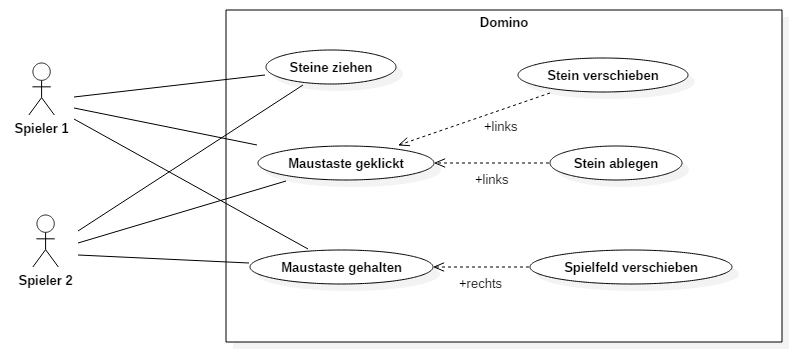 Domino
Steine ziehen
Stein verschieben
Spieler 1
+links
Maustaste geklickt
Stein ablegen
+links
Spieler 2
Maustaste gehalten
Spielfeld verschieben
+rechts